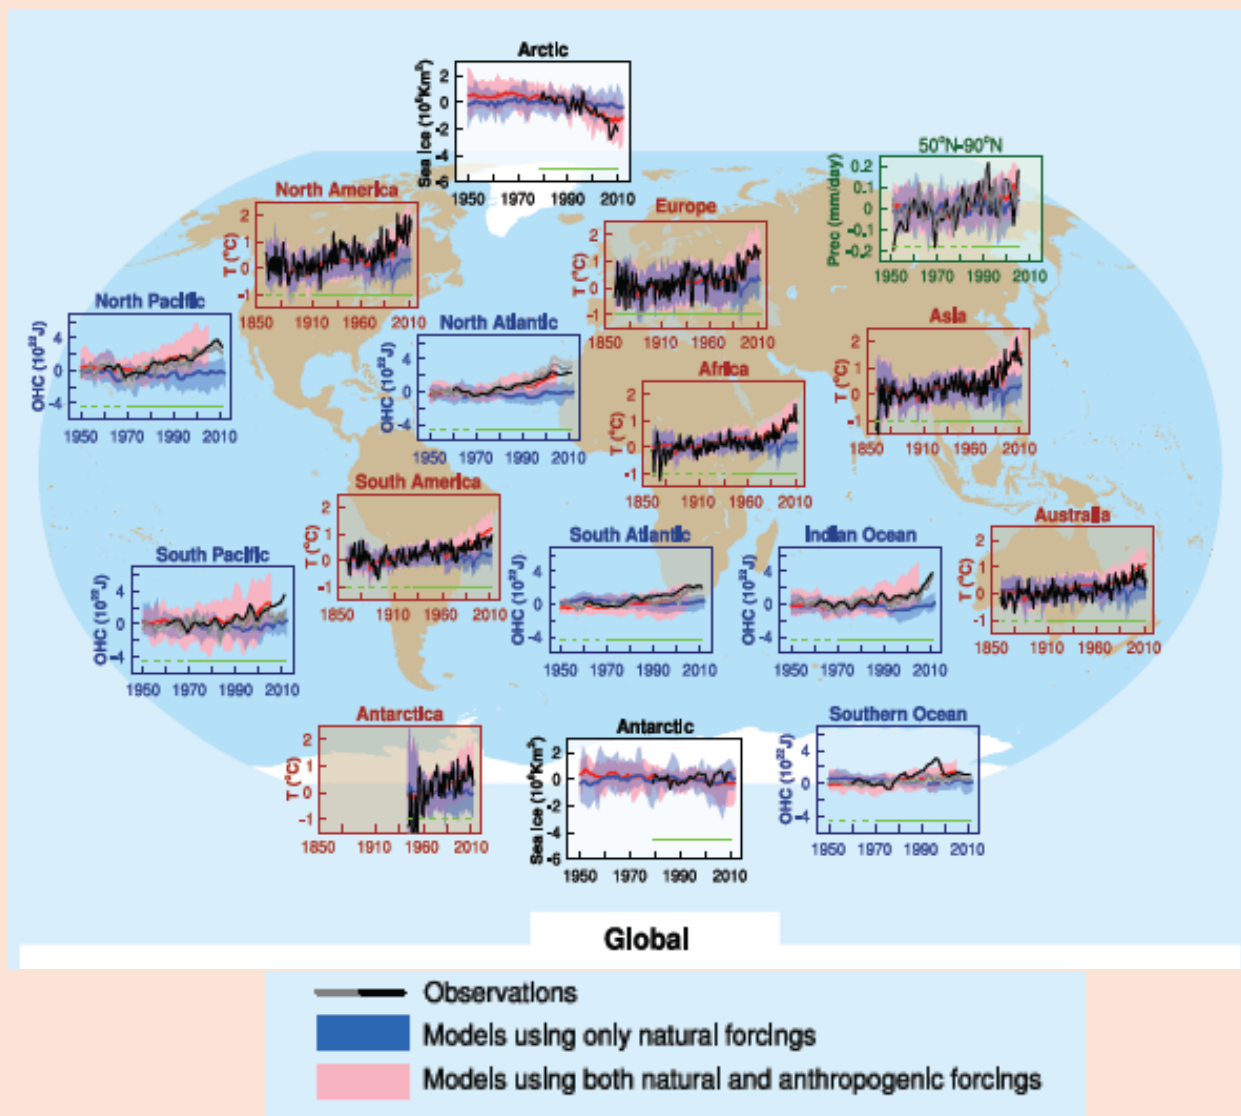 Arctic
Sea Ice (10⁶Km²)
2
0
-2
-4
-6
1950 1970 1990 2010
50°N-90°N
Prec (mm/day)
0.2
0.1
0
-0.1
-0.2
1950 1970 1990 2010
North America
T (°C)
2
1
0
-1
1850 1910 1960 2010
Europe
T (°C)
2
1
0
-1
1850 1910 1960 2010
North Pacific
OHC (10²²J)
4
0
-4
1950 1970 1990 2010
North Atlantic
OHC (10²²J)
4
0
-4
1950 1970 1990 2010
Africa
T (°C)
2
1
0
-1
1850 1910 1960 2010
Asia
T (°C)
2
1
0
-1
1850 1910 1960 2010
South America
T (°C)
2
1
0
-1
1850 1910 1960 2010
South Pacific
OHC (10²²J)
4
0
-4
1950 1970 1990 2010
South Atlantic
OHC (10²²J)
4
0
-4
1950 1970 1990 2010
Indian Ocean
OHC (10²²J)
4
0
-4
1950 1970 1990 2010
Australia
T (°C)
2
1
0
-1
1850 1910 1960 2010
Antarctica
T (°C)
2
1
0
-1
1850 1910 1960 2010
Antarctic
Sea Ice (10⁶Km²)
2
0
-2
-4
-6
1950 1970 1990 2010
Southern Ocean
OHC (10²²J)
4
0
-4
1950 1970 1990 2010
Global
Observations
Models using only natural forcings
Models using both natural and anthropogenic forcings